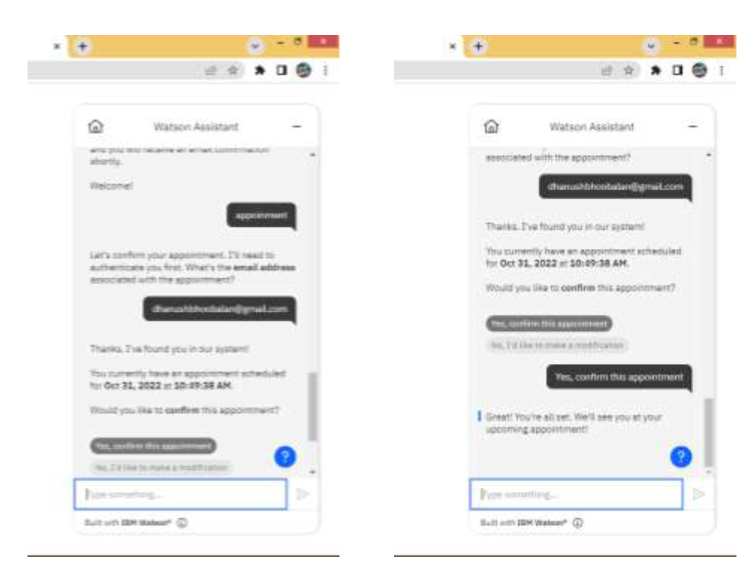 Watson Assistant
and you will receive an email confirmation
shortly.
Welcome!
appoinment
Let's confirm your appointment. I'll need to
authenticate you first. What's the email address
associated with the appointment?
dhanushbhoobalan@gmail.com
Thanks, I've found you in our system!
You currently have an appointment scheduled
for Oct 31, 2022 at 10:49:38 AM.
Would you like to confirm this appointment?
Yes, confirm this appointment
No, I'd like to make a modification
Type something...
Built with IBM Watson®
Watson Assistant
associated with the appointment?
dhanushbhoobalan@gmail.com
Thanks, I've found you in our system!
You currently have an appointment scheduled
for Oct 31, 2022 at 10:49:38 AM.
Would you like to confirm this appointment?
Yes, confirm this appointment
No, I'd like to make a modification
Yes, confirm this appointment
Great! You're all set. We'll see you at your
upcoming appointment!
Type something...
Built with IBM Watson®